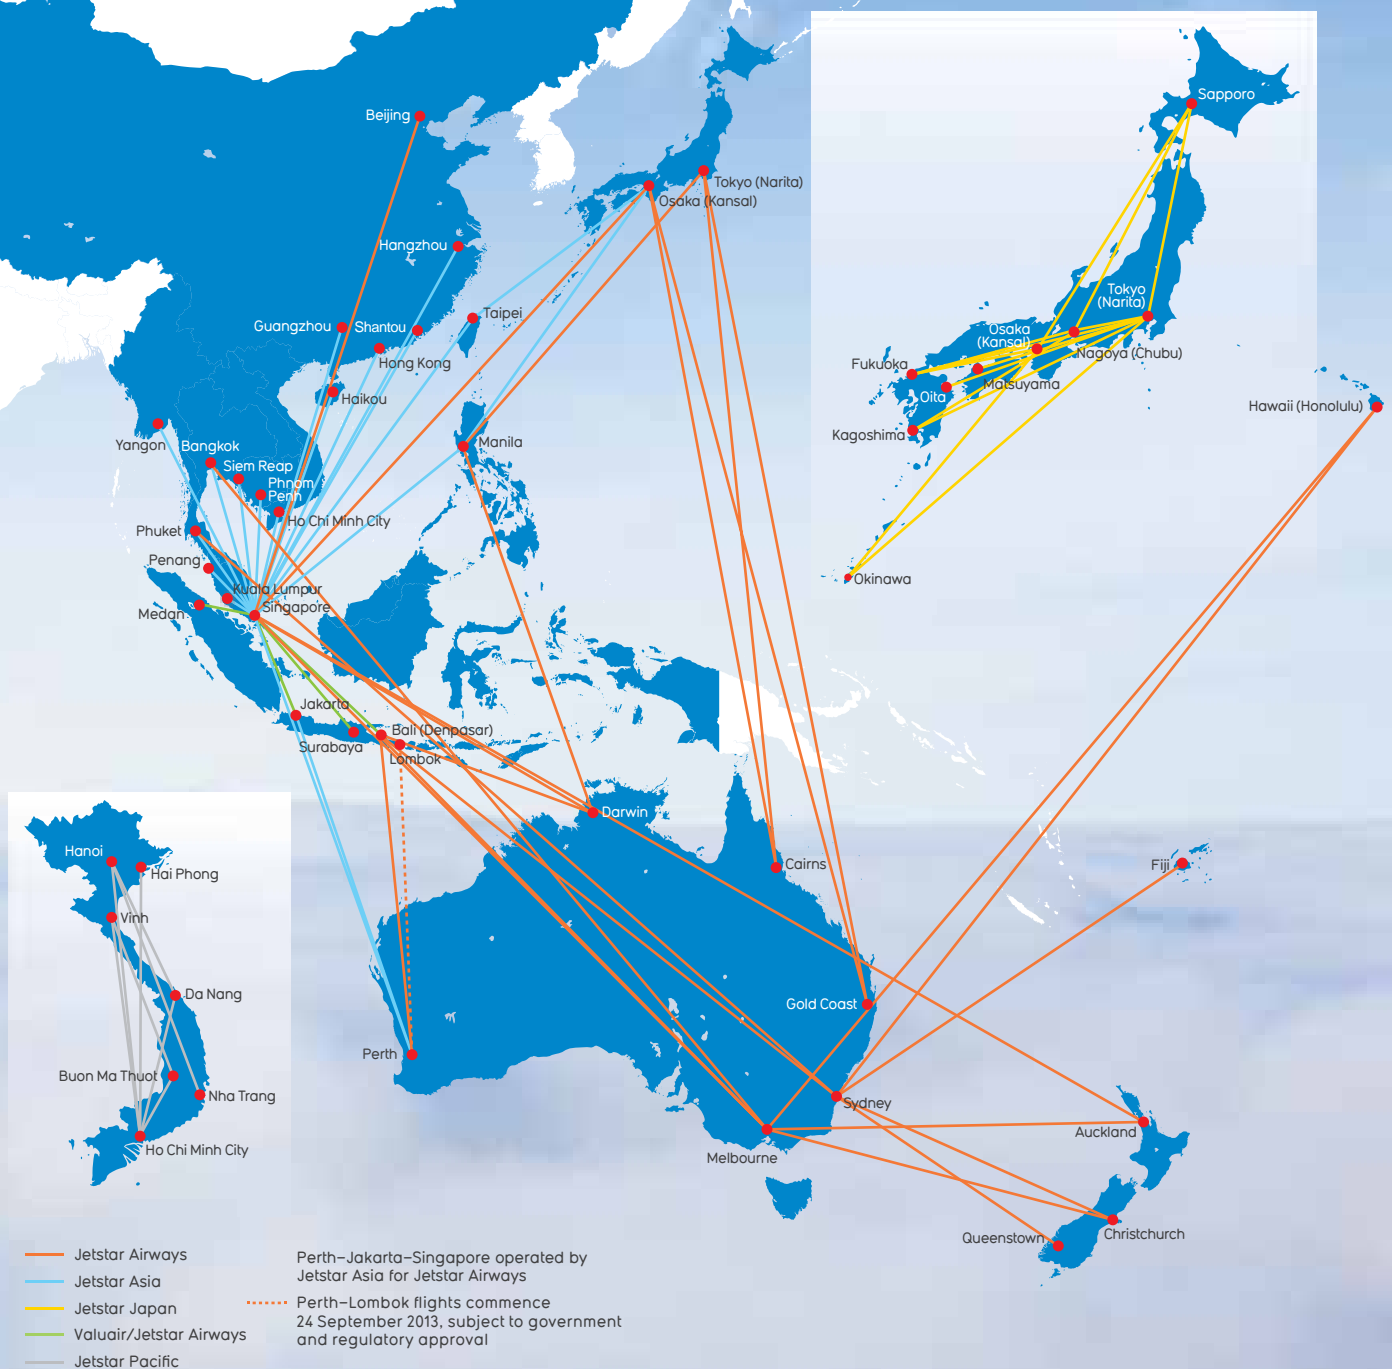 Sapporo
Beijing
Tokyo (Narita)
Osaka (Kansal)
Hangzhou
Tokyo
(Narita)
Taipei
Guangzhou
Shantou
Osaka
(Kansal)
Nagoya (Chubu)
Hong Kong
Fukuoka
Matsuyama
Oita
Haikou
Hawaii (Honolulu)
Kagoshima
Yangon
Bangkok
Manila
Siem Reap
Phnom
Penh
Ho Chi Minh City
Phuket
Penang
Okinawa
Kuala Lumpur
Singapore
Medan
Jakarta
Bali (Denpasar)
Surabaya
Lombok
Darwin
Hanoi
Hai Phong
Cairns
Fiji
Vinh
Da Nang
Gold Coast
Perth
Buon Ma Thuot
Nha Trang
Sydney
Auckland
Ho Chi Minh City
Melbourne
Christchurch
Queenstown
Jetstar Airways
Jetstar Asia
Jetstar Japan
Valuair/Jetstar Airways
Jetstar Pacific
Perth–Jakarta–Singapore operated by
Jetstar Asia for Jetstar Airways
Perth–Lombok flights commence
24 September 2013, subject to government
and regulatory approval